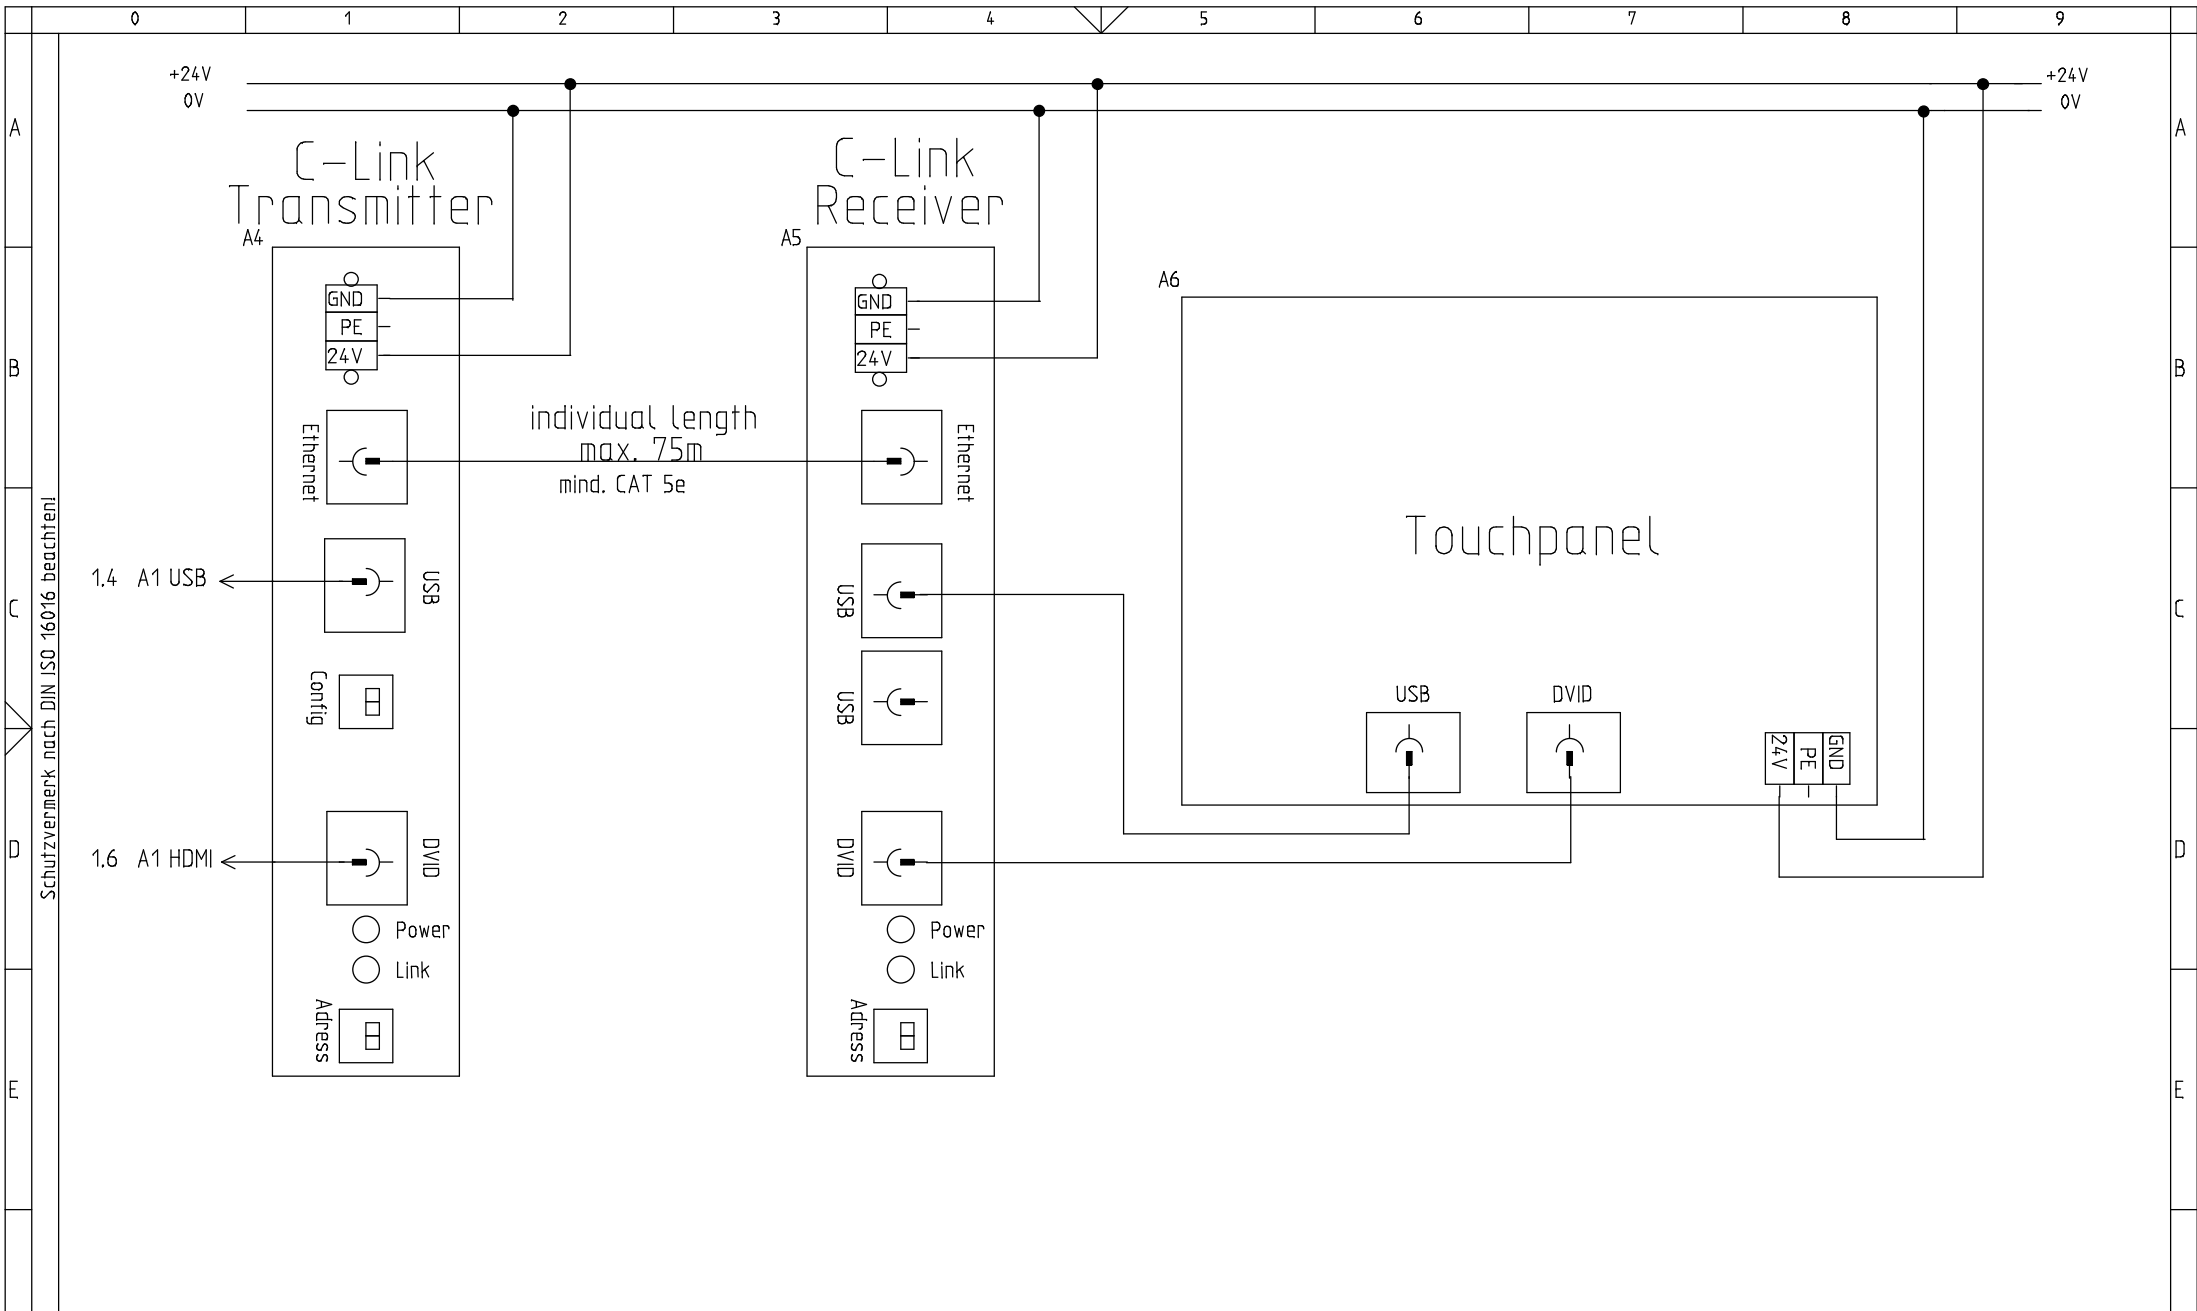 0 1 2 3 4 5 6 7 8 9
+24V
0V
+24V
0V
A
A
C-Link
Transmitter
A4
C-Link
Receiver
A5
A6
GND
PE
24V
GND
PE
24V
B
B
Ethernet
individual length
max. 75m
mind. CAT 5e
Ethernet
Touchpanel
Schutzvermerk nach DIN ISO 16016 beachten!
1.4 A1 USB
USB
USB
C
C
Config
USB
USB
DVID
24V
PE
GND
D
D
1.6 A1 HDMI
DVID
DVID
Power
Link
Power
Link
Adress
Adress
E
E